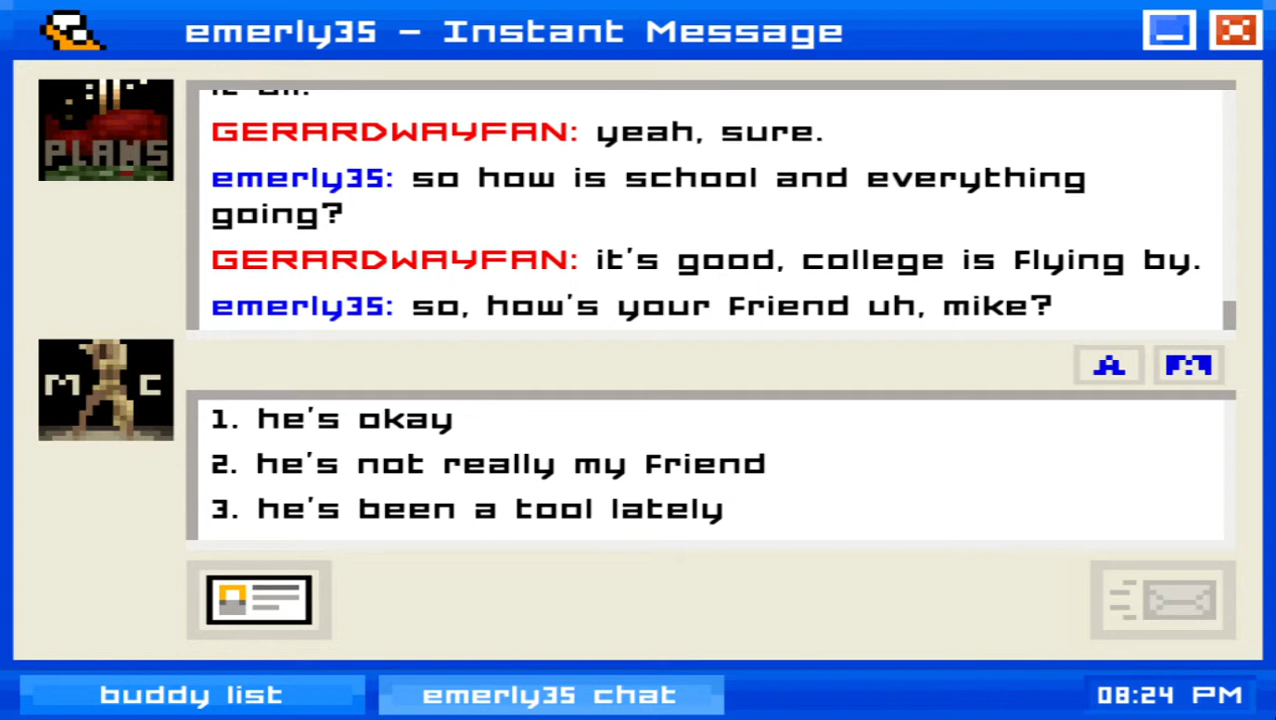 emerly35 - Instant Message
PLANS
GERARDWAYFAN: yeah, sure.
emerly35: so how is school and everything
going?
GERARDWAYFAN: it's good, college is flying by.
emerly35: so, how's your friend uh, mike?
M C
A
1. he's okay
2. he's not really my friend
3. he's been a tool lately
buddy list
emerly35 chat
08:24 PM